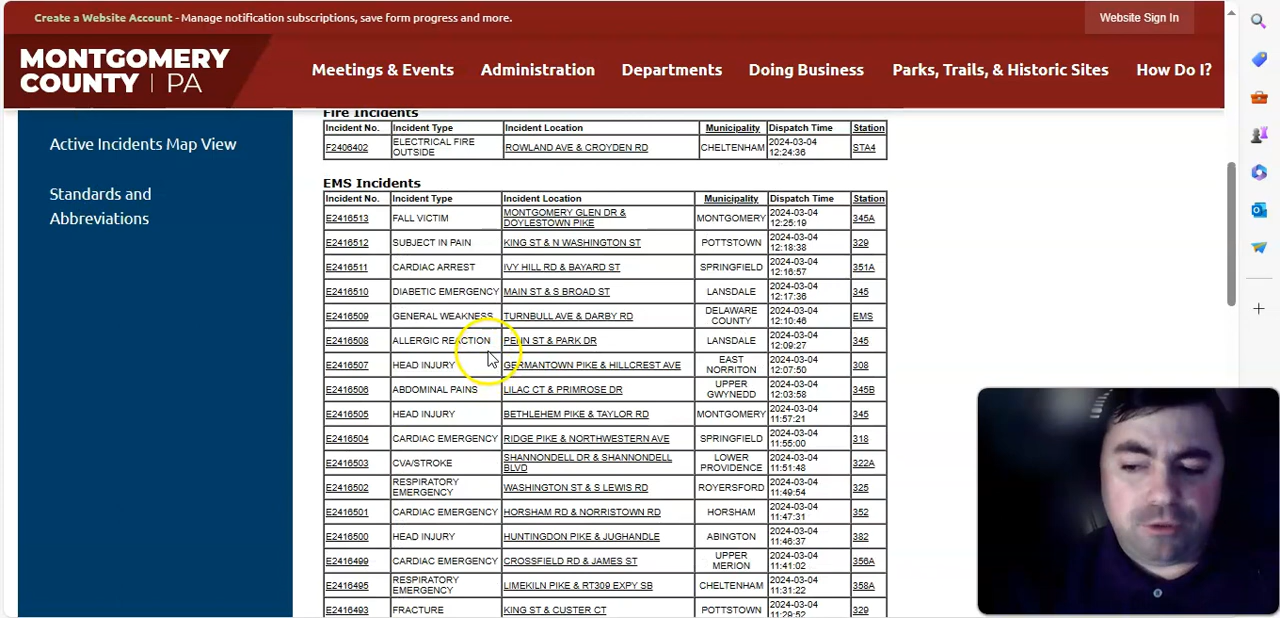 Create a Website Account - Manage notification subscriptions, save form progress and more.
Website Sign In
MONTGOMERY
COUNTY | PA
Meetings & Events
Administration
Departments
Doing Business
Parks, Trails, & Historic Sites
How Do I?
Active Incidents Map View
Standards and
Abbreviations
Fire Incidents
Incident No. Incident Type Incident Location Municipality Dispatch Time Station
F2406402 ELECTRICAL FIRE OUTSIDE ROWLAND AVE & CROYDEN RD CHELTENHAM 2024-03-04 12:24:36 STA4
EMS Incidents
Incident No. Incident Type Incident Location Municipality Dispatch Time Station
E2416513 FALL VICTIM MONTGOMERY GLEN DR & DOYLESTOWN PIKE MONTGOMERY 2024-03-04 12:25:19 345A
E2416512 SUBJECT IN PAIN KING ST & N WASHINGTON ST POTTSTOWN 2024-03-04 12:18:38 329
E2416511 CARDIAC ARREST IVY HILL RD & BAYARD ST SPRINGFIELD 2024-03-04 12:16:57 351A
E2416510 DIABETIC EMERGENCY MAIN ST & S BROAD ST LANSDALE 2024-03-04 12:17:36 345
E2416509 GENERAL WEAKNESS TURNBULL AVE & DARBY RD DELAWARE COUNTY 2024-03-04 12:10:46 EMS
E2416508 ALLERGIC REACTION PENN ST & PARK DR LANSDALE 2024-03-04 12:09:27 345
E2416507 HEAD INJURY GERMANTOWN PIKE & HILLCREST AVE EAST NORRITON 2024-03-04 12:07:50 308
E2416506 ABDOMINAL PAINS LILAC CT & PRIMROSE DR UPPER GWYNEDD 2024-03-04 12:03:58 345B
E2416505 HEAD INJURY BETHLEHEM PIKE & TAYLOR RD MONTGOMERY 2024-03-04 11:57:21 345
E2416504 CARDIAC EMERGENCY RIDGE PIKE & NORTHWESTERN AVE SPRINGFIELD 2024-03-04 11:55:00 318
E2416503 CVA/STROKE SHANNONDELL DR & SHANNONDELL BLVD LOWER PROVIDENCE 2024-03-04 11:51:48 322A
E2416502 RESPIRATORY EMERGENCY WASHINGTON ST & S LEWIS RD ROYERSFORD 2024-03-04 11:49:54 325
E2416501 CARDIAC EMERGENCY HORSHAM RD & NORRISTOWN RD HORSHAM 2024-03-04 11:47:31 352
E2416500 HEAD INJURY HUNTINGDON PIKE & JUGHANDLE ABINGTON 2024-03-04 11:46:37 382
E2416499 CARDIAC EMERGENCY CROSSFIELD RD & JAMES ST UPPER MERION 2024-03-04 11:41:02 356A
E2416495 RESPIRATORY EMERGENCY LIMEKILN PIKE & RT309 EXPY SB CHELTENHAM 2024-03-04 11:31:22 358A
E2416493 FRACTURE KING ST & CUSTER CT POTTSTOWN 2024-03-04 11:29:52 329